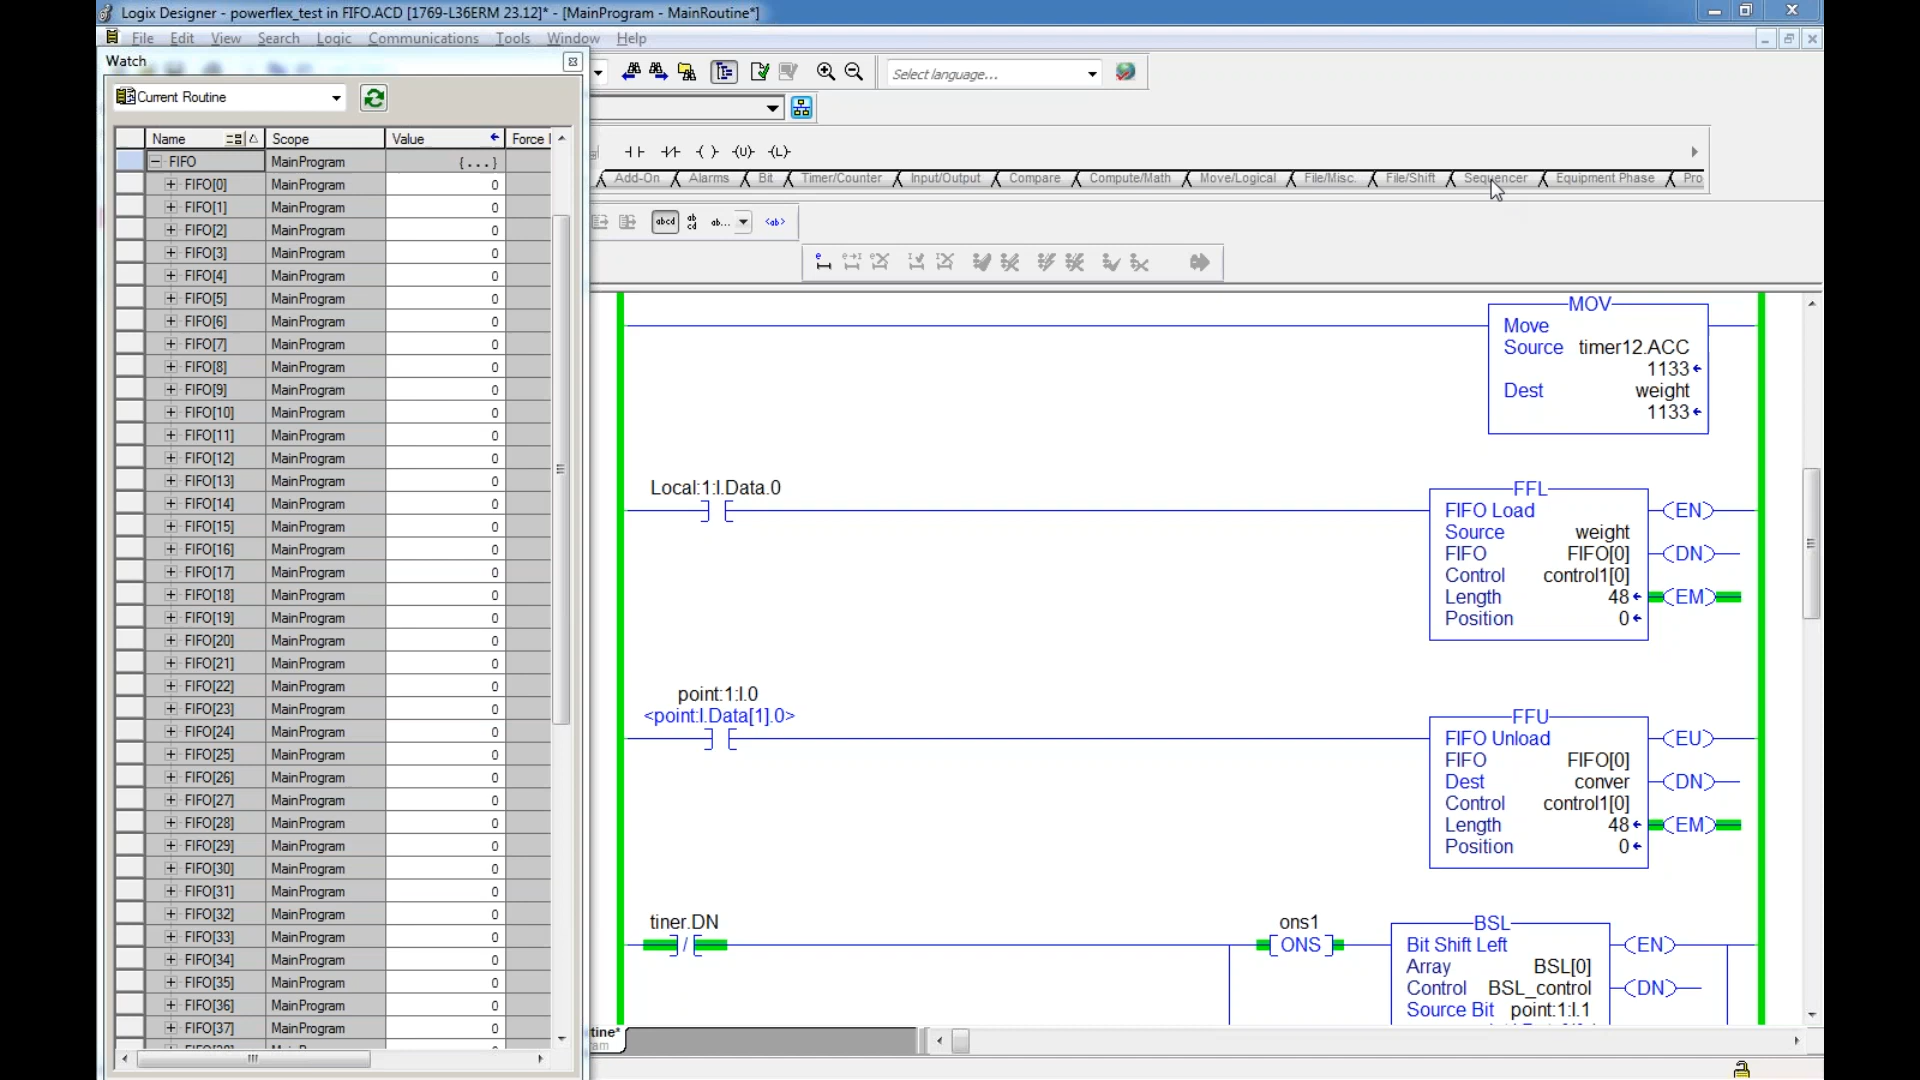 Logix Designer - powerflex_test in FIFO.ACD [1769-L36ERM 23.12]* - [MainProgram - MainRoutine*]
File Edit View Search Logic Communications Tools Window Help
Watch
Current Routine
Select language...
Name Scope Value Force
FIFO MainProgram {...}
FIFO[0] MainProgram 0
FIFO[1] MainProgram 0
FIFO[2] MainProgram 0
FIFO[3] MainProgram 0
FIFO[4] MainProgram 0
FIFO[5] MainProgram 0
FIFO[6] MainProgram 0
FIFO[7] MainProgram 0
FIFO[8] MainProgram 0
FIFO[9] MainProgram 0
FIFO[10] MainProgram 0
FIFO[11] MainProgram 0
FIFO[12] MainProgram 0
FIFO[13] MainProgram 0
FIFO[14] MainProgram 0
FIFO[15] MainProgram 0
FIFO[16] MainProgram 0
FIFO[17] MainProgram 0
FIFO[18] MainProgram 0
FIFO[19] MainProgram 0
FIFO[20] MainProgram 0
FIFO[21] MainProgram 0
FIFO[22] MainProgram 0
FIFO[23] MainProgram 0
FIFO[24] MainProgram 0
FIFO[25] MainProgram 0
FIFO[26] MainProgram 0
FIFO[27] MainProgram 0
FIFO[28] MainProgram 0
FIFO[29] MainProgram 0
FIFO[30] MainProgram 0
FIFO[31] MainProgram 0
FIFO[32] MainProgram 0
FIFO[33] MainProgram 0
FIFO[34] MainProgram 0
FIFO[35] MainProgram 0
FIFO[36] MainProgram 0
FIFO[37] MainProgram 0
(U) (L)
Add-On Alarms Bit Timer/Counter Input/Output Compare Compute/Math Move/Logical File/Misc. File/Shift Sequencer Equipment Phase Pro
abcd ab cd ab... <ab>
MOV
Move
Source timer12.ACC
1133
Dest weight
1133
Local:1:I.Data.0
FFL
FIFO Load (EN)
Source weight
FIFO FIFO[0] (DN)
Control control1[0]
Length 48 (EM)
Position 0
point:1:I.0
<point:I.Data[1].0>
FFU
FIFO Unload (EU)
FIFO FIFO[0]
Dest conver (DN)
Control control1[0]
Length 48 (EM)
Position 0
tiner.DN
/
ons1
ONS
BSL
Bit Shift Left (EN)
Array BSL[0]
Control BSL_control (DN)
Source Bit point:1:I.1
tine*
am